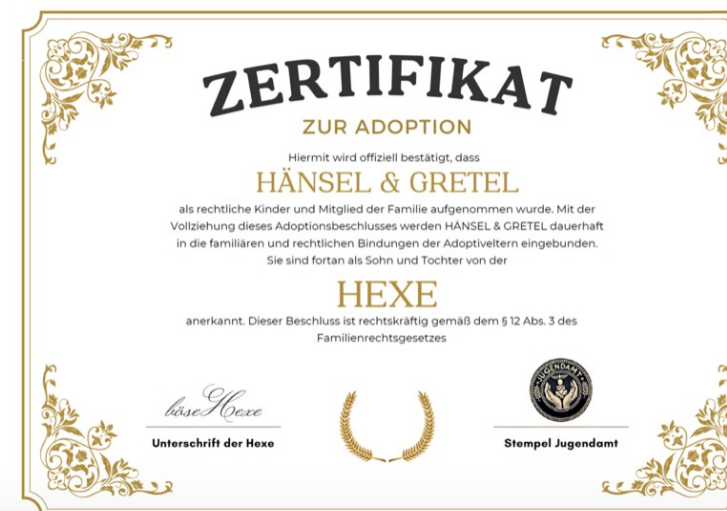 ZERTIFIKAT
ZUR ADOPTION
Hiermit wird offiziell bestätigt, dass
HÄNSEL & GRETEL
als rechtliche Kinder und Mitglied der Familie aufgenommen wurde. Mit der
Vollziehung dieses Adoptionsbeschlusses werden HÄNSEL & GRETEL dauerhaft
in die familiären und rechtlichen Bindungen der Adoptiveltern eingebunden.
Sie sind fortan als Sohn und Tochter von der
HEXE
anerkannt. Dieser Beschluss ist rechtskräftig gemäß dem § 12 Abs. 3 des
Familienrechtsgesetzes
böse Hexe
Unterschrift der Hexe
JUGENDAMT
Stempel Jugendamt